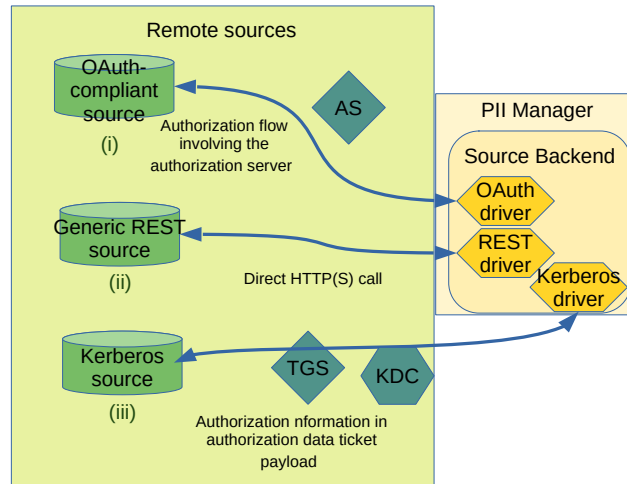 Remote sources
OAuth-
compliant
source
(i)
AS
Authorization flow
involving the
authorization server
PII Manager
Source Backend
OAuth
driver
REST
driver
Kerberos
driver
Generic REST
source
(ii)
Direct HTTP(S) call
Kerberos
source
(iii)
TGS
KDC
Authorization nformation in
authorization data ticket
payload